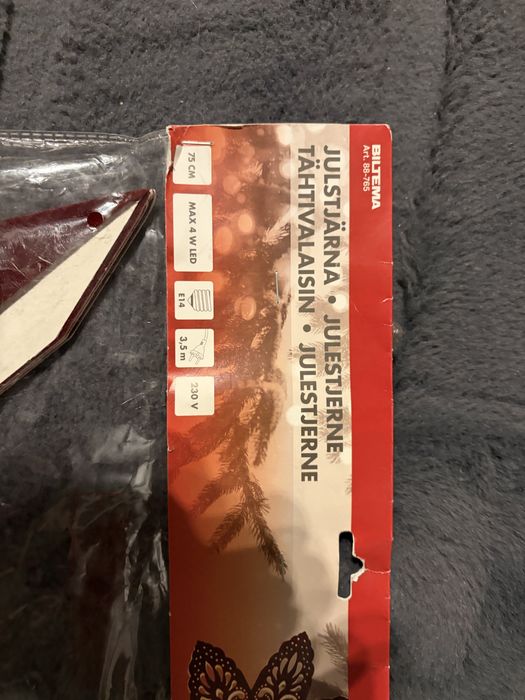 BILTEMA
Art. 88-765
JULSTJÄRNA • JULESTJERNE
TÄHTIVALAISIN • JULESTJERNE
75 CM
MAX 4 W LED
E14
3,5 m
230 V